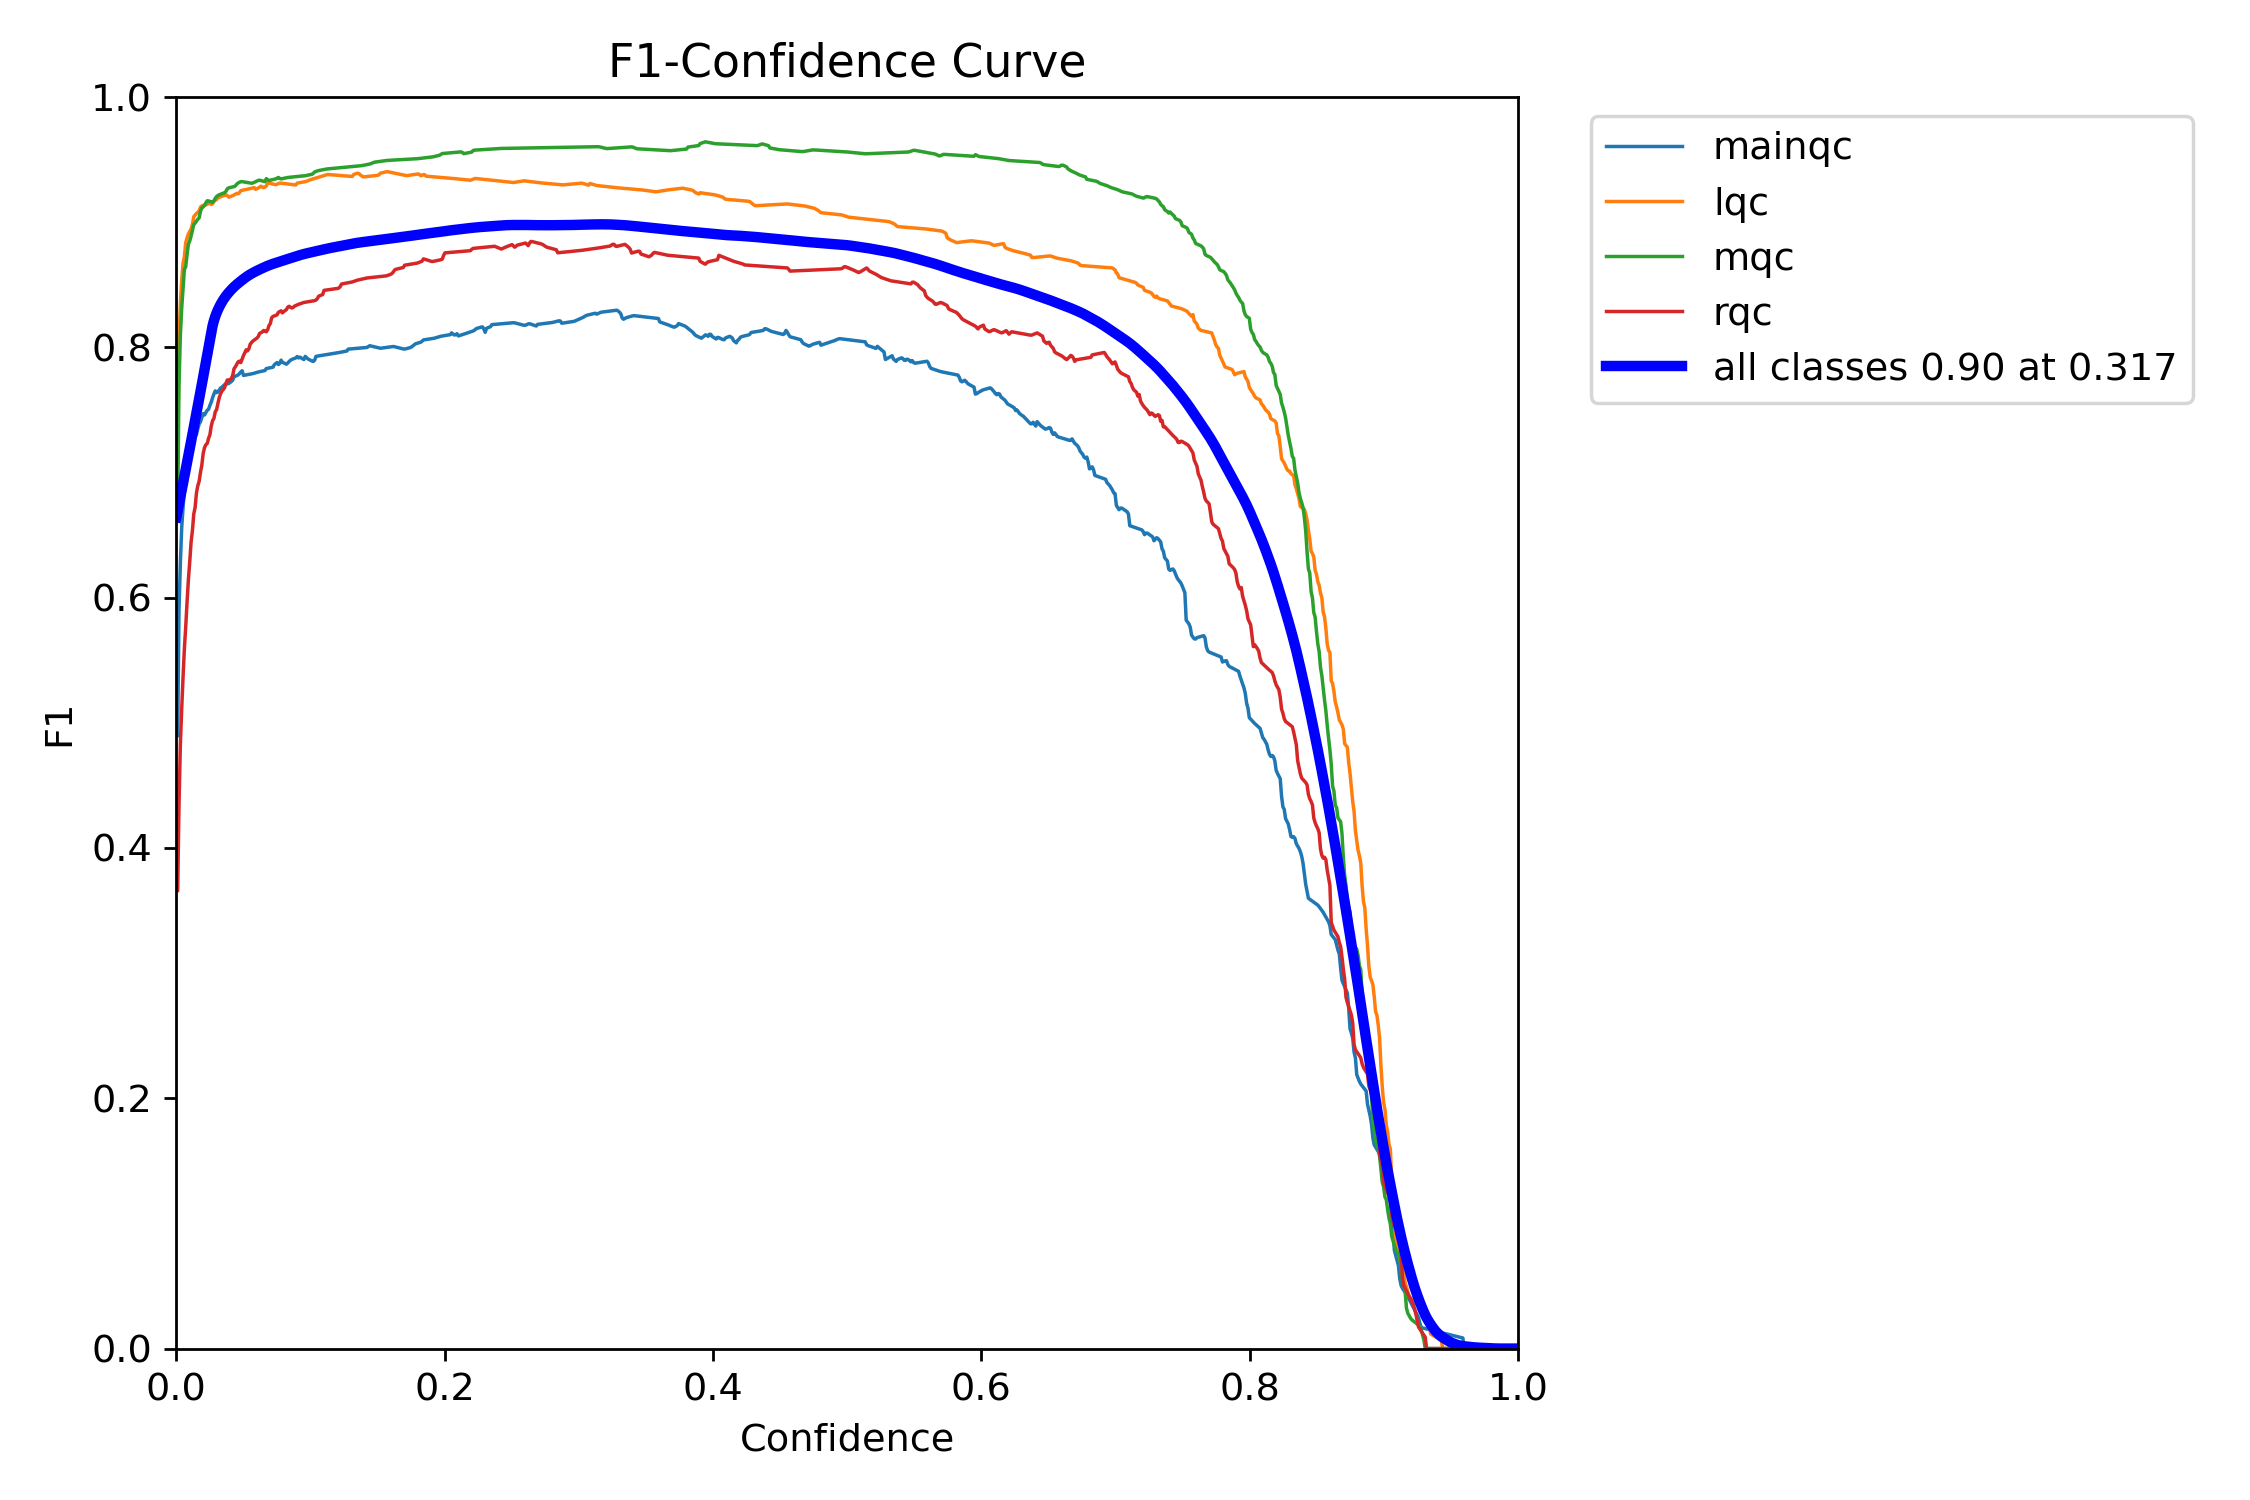 F1-Confidence Curve
1.0
0.8
0.6
0.4
0.2
0.0
F1
0.0 0.2 0.4 0.6 0.8 1.0
Confidence
mainqc
lqc
mqc
rqc
all classes 0.90 at 0.317